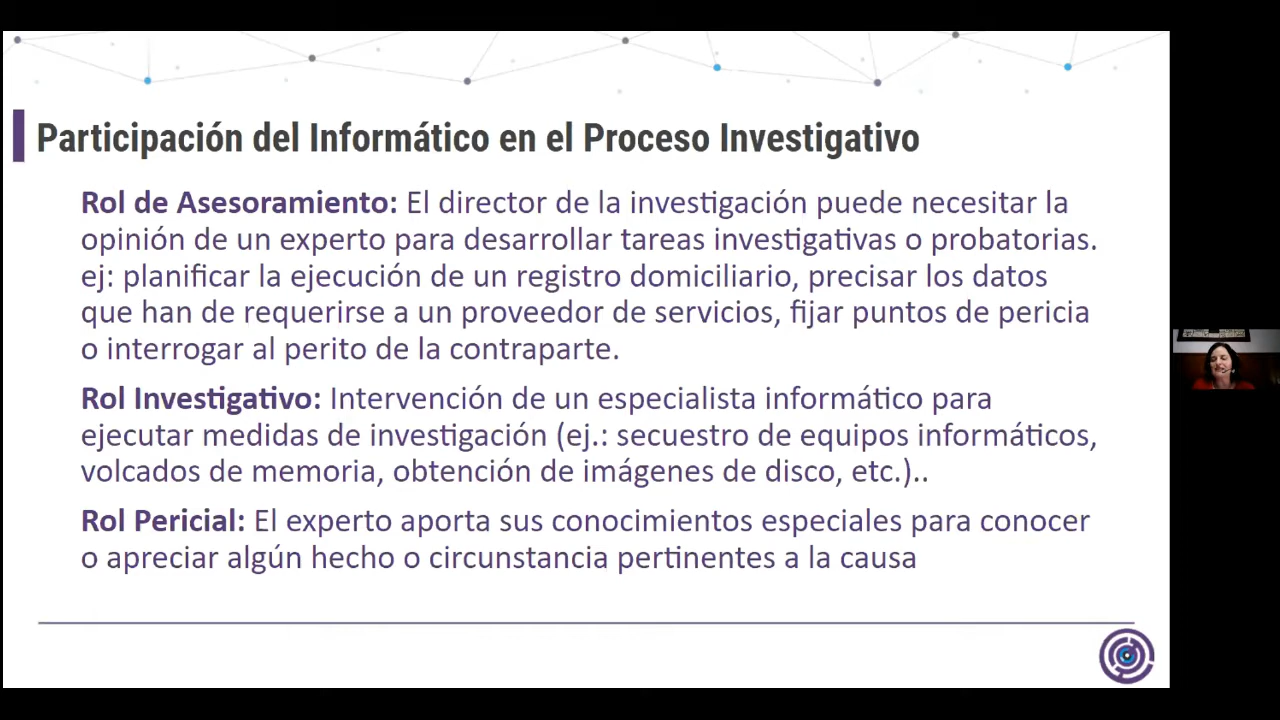 Participación del Informático en el Proceso Investigativo
Rol de Asesoramiento: El director de la investigación puede necesitar la
opinión de un experto para desarrollar tareas investigativas o probatorias.
ej: planificar la ejecución de un registro domiciliario, precisar los datos
que han de requerirse a un proveedor de servicios, fijar puntos de pericia
o interrogar al perito de la contraparte.
Rol Investigativo: Intervención de un especialista informático para
ejecutar medidas de investigación (ej.: secuestro de equipos informáticos,
volcados de memoria, obtención de imágenes de disco, etc.)..
Rol Pericial: El experto aporta sus conocimientos especiales para conocer
o apreciar algún hecho o circunstancia pertinentes a la causa